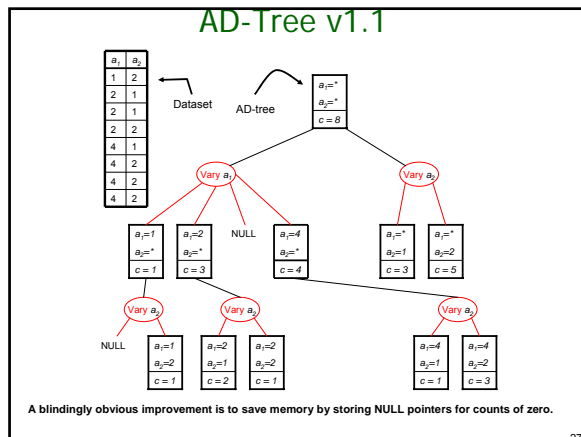 AD-Tree v1.1
a1 a2
1 2
2 1
2 1
2 2
4 1
4 2
4 2
4 2
Dataset
AD-tree
a1=*
a2=*
c = 8
Vary a1
Vary a2
a1=1
a2=*
c = 1
a1=2
a2=*
c = 3
NULL
a1=4
a2=*
c = 4
a1=*
a2=1
c = 3
a1=*
a2=2
c = 5
Vary a2
Vary a2
Vary a2
NULL
a1=1
a2=2
c = 1
a1=2
a2=1
c = 2
a1=2
a2=2
c = 1
a1=4
a2=1
c = 1
a1=4
a2=2
c = 3
A blindingly obvious improvement is to save memory by storing NULL pointers for counts of zero.